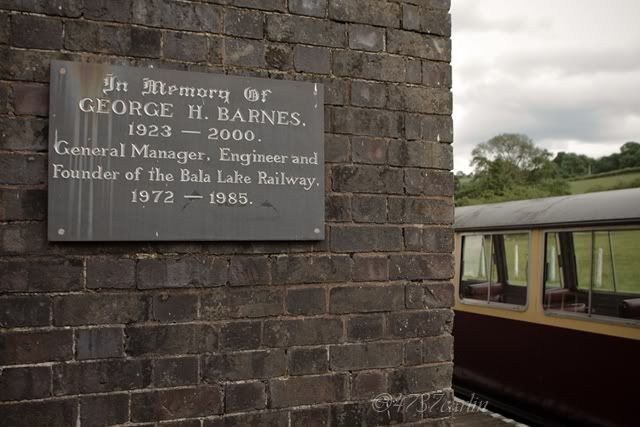 In Memory Of
GEORGE H. BARNES.
1923 — 2000.
General Manager, Engineer and
Founder of the Bala Lake Railway.
1972 — 1985.
©4737carlin